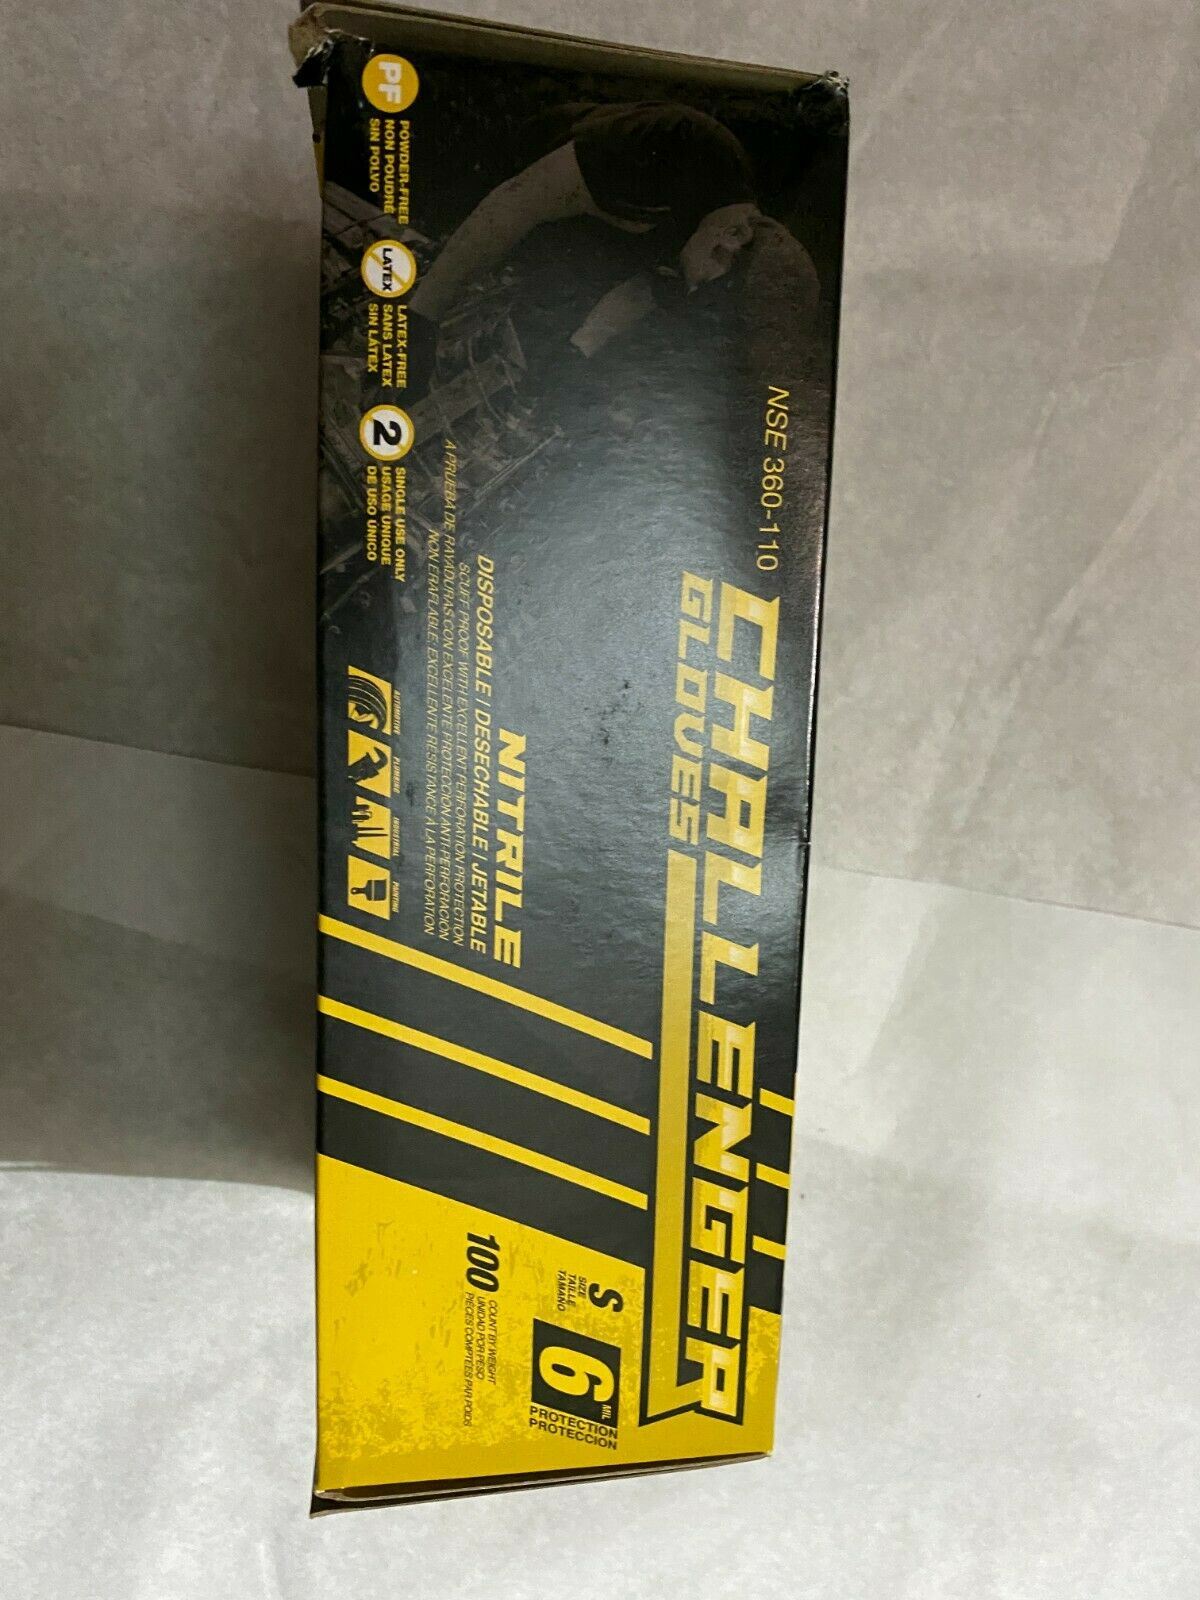 NSE 360-110
CHALLENGER
GLOVES
S
SIZE
TAILLE
TAMAÑO
6 MIL
PROTECTION
PROTECCION
NITRILE
DISPOSABLE | DESECHABLE | JETABLE
SCUFF PROOF WITH EXCELLENT PERFORATION PROTECTION
A PRUEBA DE RAYADURAS CON EXCELENTE PROTECCION ANTI-PERFORACION
NON ERAFLABLE; EXCELLENTE RESISTANCE À LA PERFORATION
100
COUNT BY WEIGHT
UNIDAD POR PESO
PIECES COMPTEES PAR POIDS
PF
POWDER-FREE
NON POUDRÉ
SIN POLVO
LATEX
LATEX-FREE
SANS LATEX
SIN LÁTEX
2
SINGLE USE ONLY
USAGE UNIQUE
DE USO UNICO
AUTOMOTIVE
PLUMBING
INDUSTRIAL
PAINTING